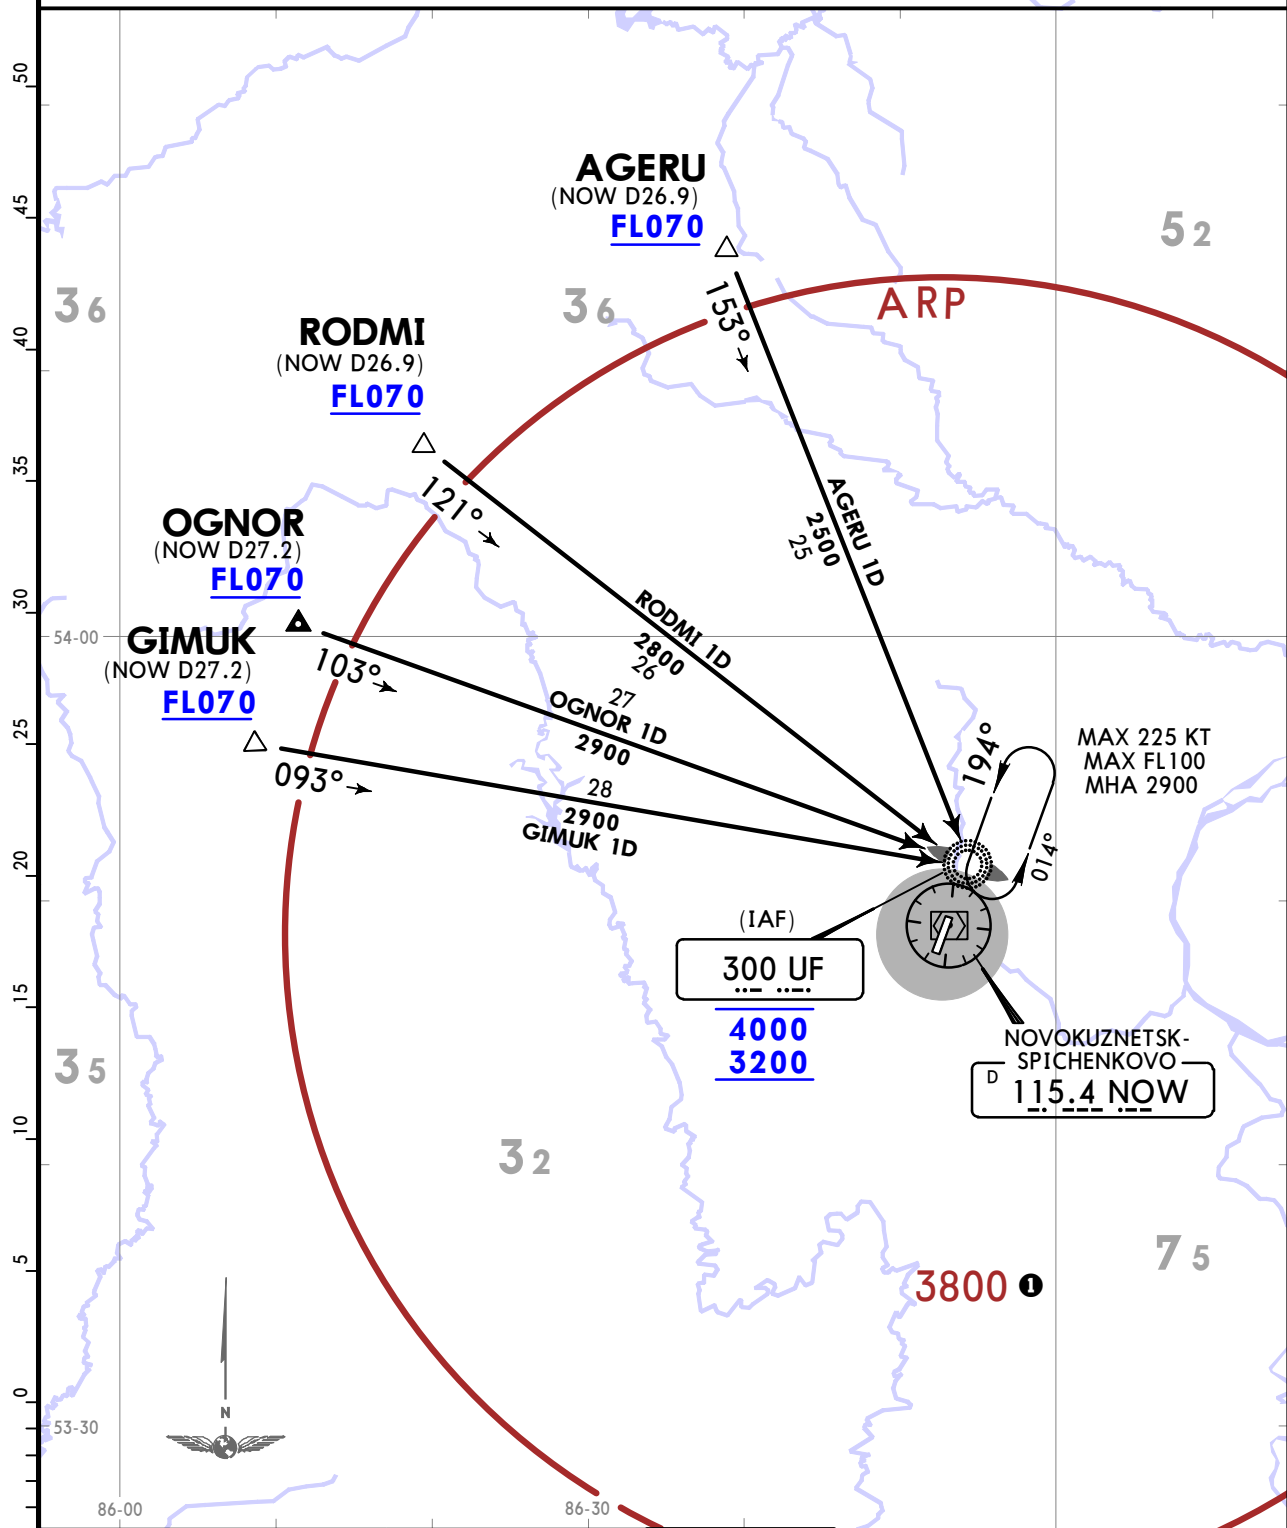 50
45
40
35
30
25
20
15
10
5
0
AGERU
(NOW D26.9)
FL070
52
36
36
ARP
RODMI
(NOW D26.9)
FL070
153°
121°
OGNOR
(NOW D27.2)
FL070
AGERU 1D
2500
25
RODMI 1D
2800
26
54-00
GIMUK
(NOW D27.2)
FL070
103°
27
OGNOR 1D
2900
093°
28
2900
GIMUK 1D
194°
014°
MAX 225 KT
MAX FL100
MHA 2900
(IAF)
300 UF
4000
3200
NOVOKUZNETSK-
SPICHENKOVO
D 115.4 NOW
35
32
75
3800 1
N
53-30
86-00
86-30